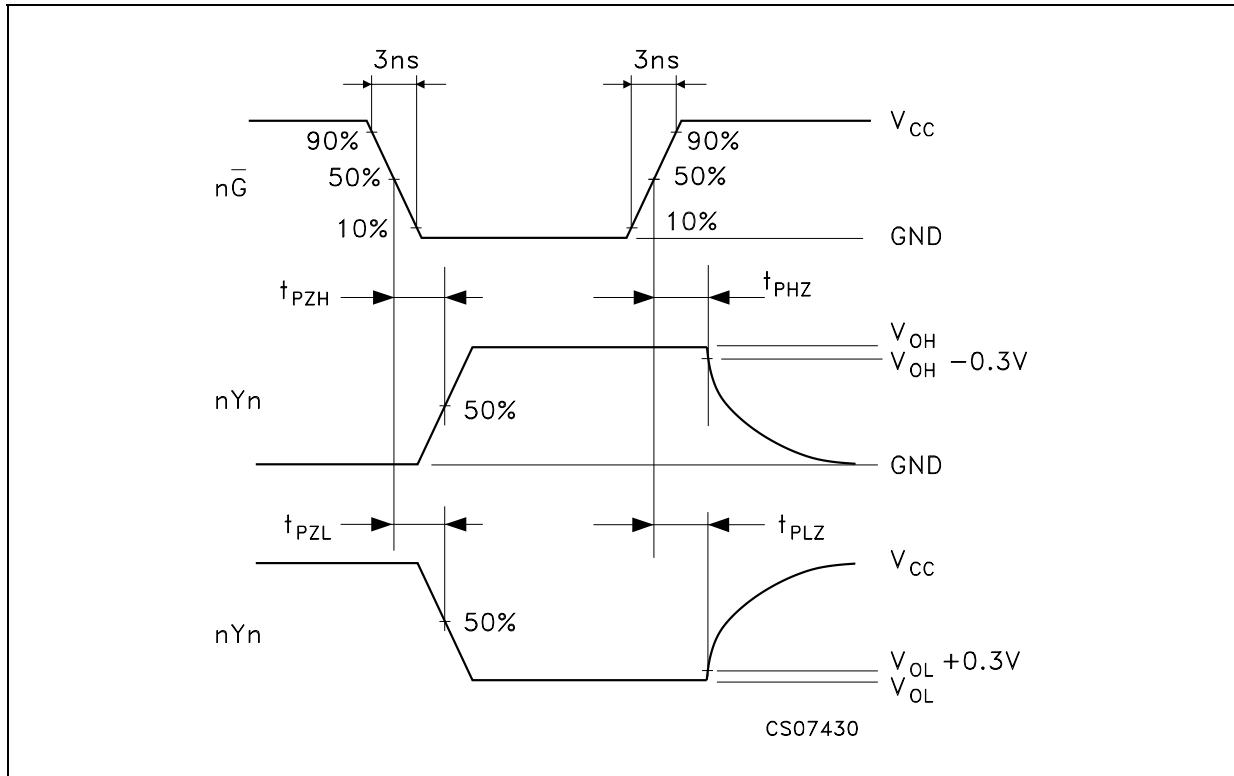 3ns
3ns
V_CC
90%
90%
50%
50%
nG̅
10%
10%
GND
t_PZH
t_PHZ
V_OH
V_OH −0.3V
nYn
50%
GND
t_PZL
t_PLZ
V_CC
50%
nYn
V_OL +0.3V
V_OL
CS07430